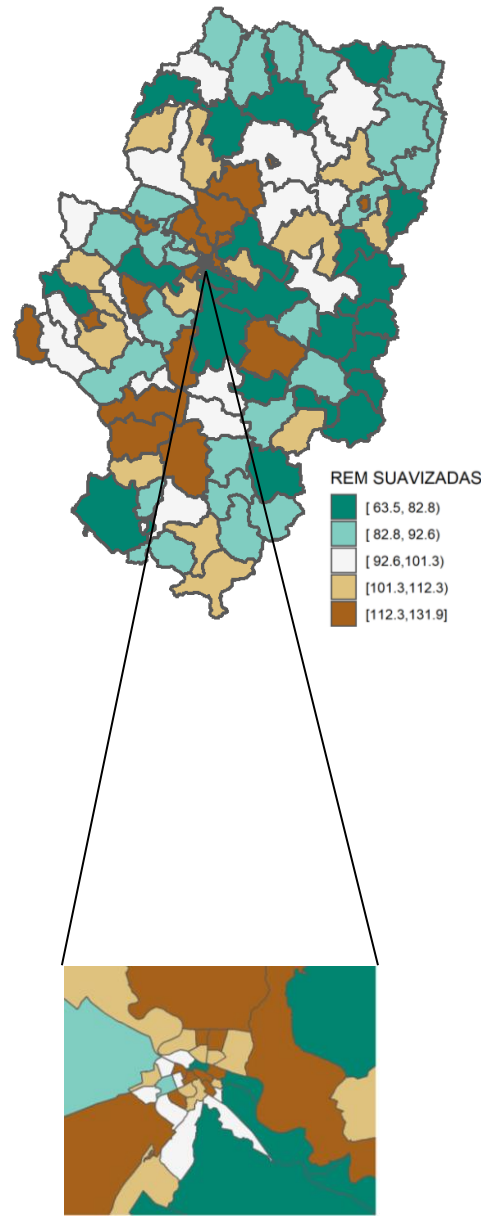 REM SUAVIZADAS
[ 63.5, 82.8)
[ 82.8, 92.6)
[ 92.6,101.3)
[101.3,112.3)
[112.3,131.9]